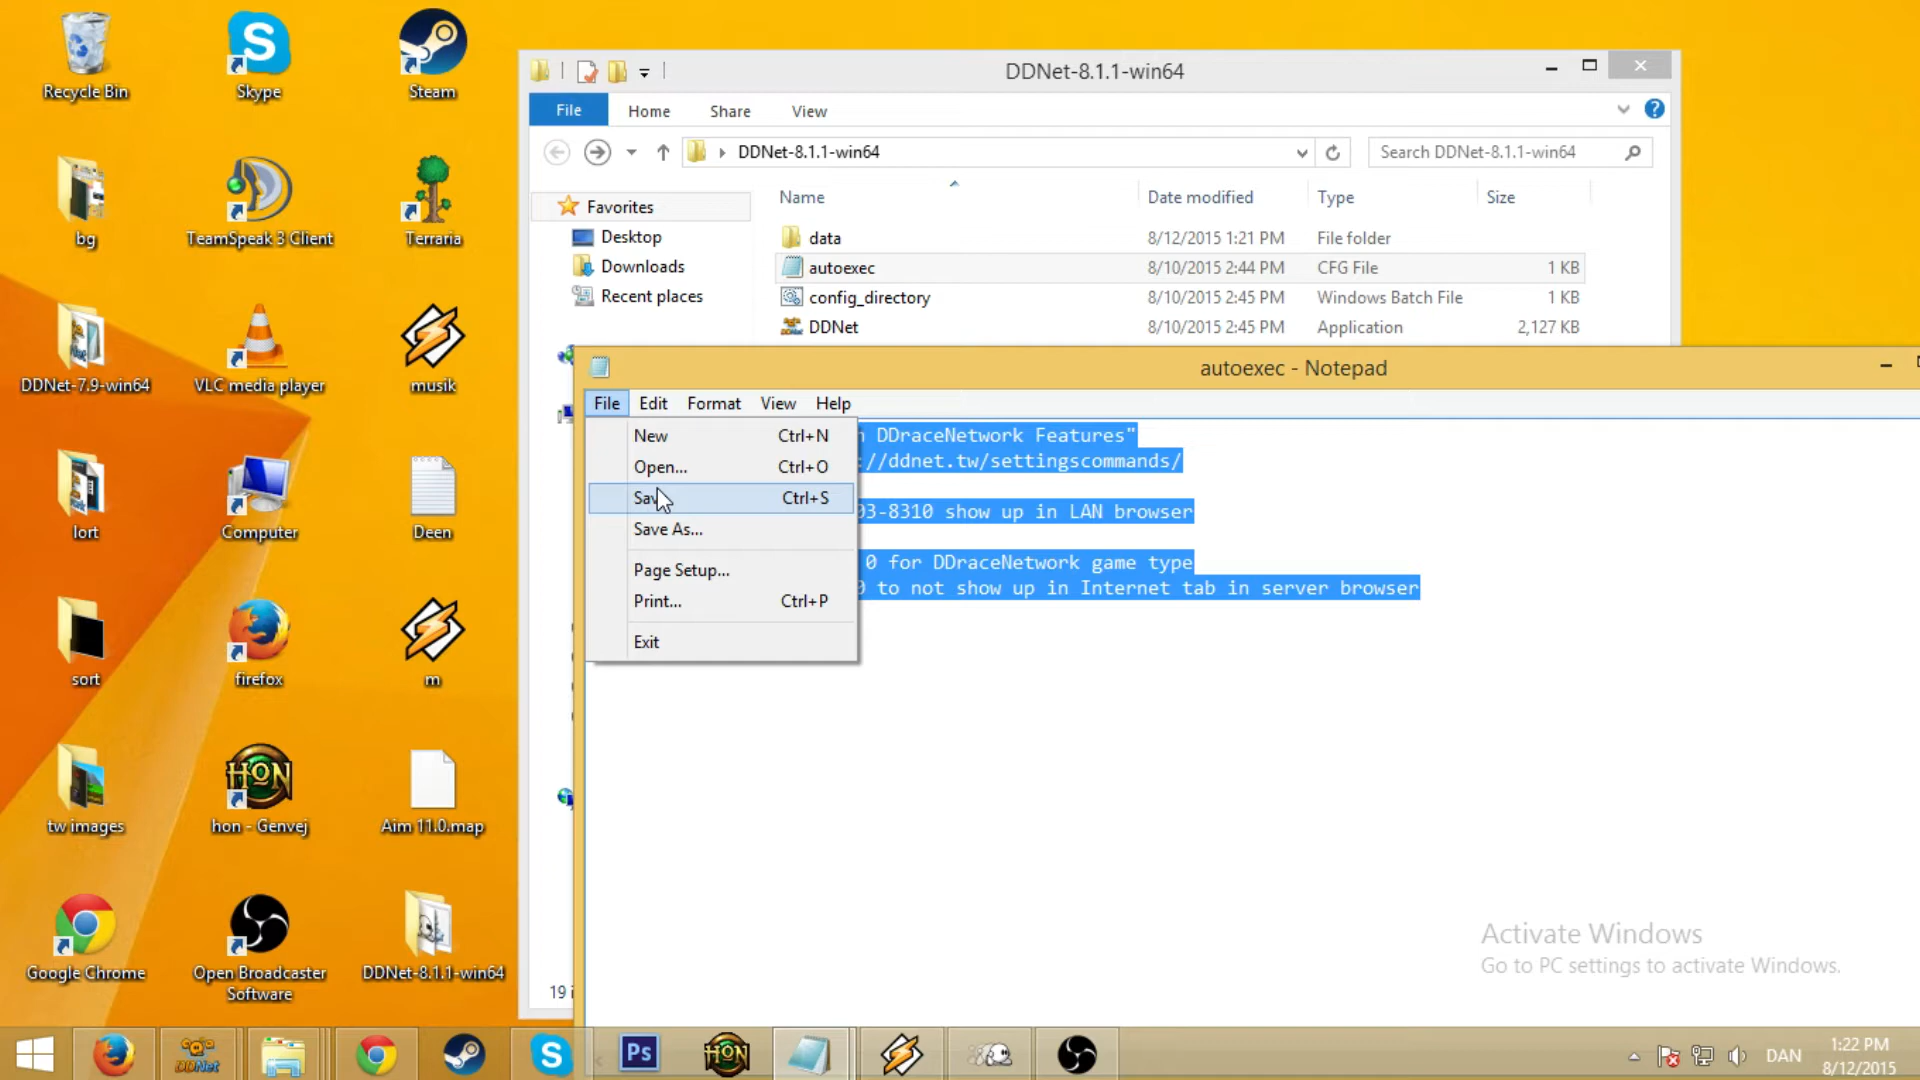 Recycle Bin
Skype
Steam
bg
TeamSpeak 3 Client
Terraria
DDNet-7.9-win64
VLC media player
musik
lort
Computer
Deen
sort
firefox
m
tw images
hon - Genvej
Aim 11.0.map
Google Chrome
Open Broadcaster
Software
DDNet-8.1.1-win64
DDNet-8.1.1-win64
File Home Share View
DDNet-8.1.1-win64
Search DDNet-8.1.1-win64
Name Date modified Type Size
Favorites
Desktop
Downloads
Recent places
data 8/12/2015 1:21 PM File folder
autoexec 8/10/2015 2:44 PM CFG File 1 KB
config_directory 8/10/2015 2:45 PM Windows Batch File 1 KB
DDNet 8/10/2015 2:45 PM Application 2,127 KB
19 i
autoexec - Notepad
File Edit Format View Help
New Ctrl+N
Open... Ctrl+O
Save Ctrl+S
Save As...
Page Setup...
Print... Ctrl+P
Exit
DDraceNetwork Features"
://ddnet.tw/settingscommands/
03-8310 show up in LAN browser
0 for DDraceNetwork game type
0 to not show up in Internet tab in server browser
Activate Windows
Go to PC settings to activate Windows.
DDNet
Ps
HON
DAN
1:22 PM
8/12/2015